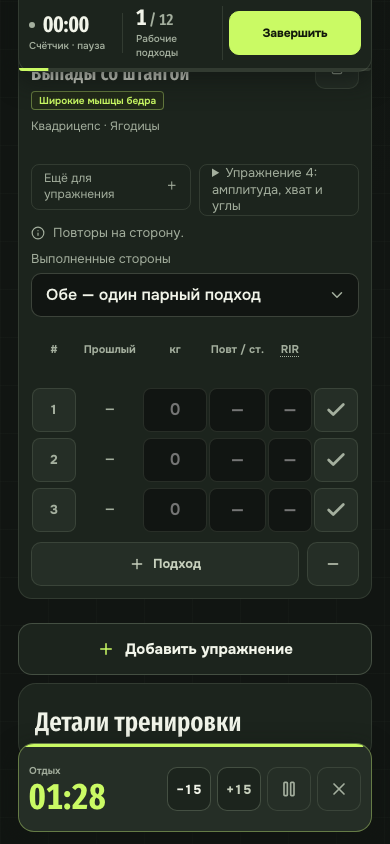 00:00
Счётчик · пауза
1 / 12
Рабочие
подходы
Завершить
Выпады со штангой
Широкие мышцы бедра
Квадрицепс · Ягодицы
Ещё для
упражнения
+
▶ Упражнение 4:
амплитуда, хват и
углы
Повторы на сторону.
Выполненные стороны
Обе — один парный подход
# Прошлый кг Повт / ст. RIR
1 – 0 – –
2 – 0 – –
3 – 0 – –
+ Подход
–
+ Добавить упражнение
Детали тренировки
Отдых
01:28
−15
+15